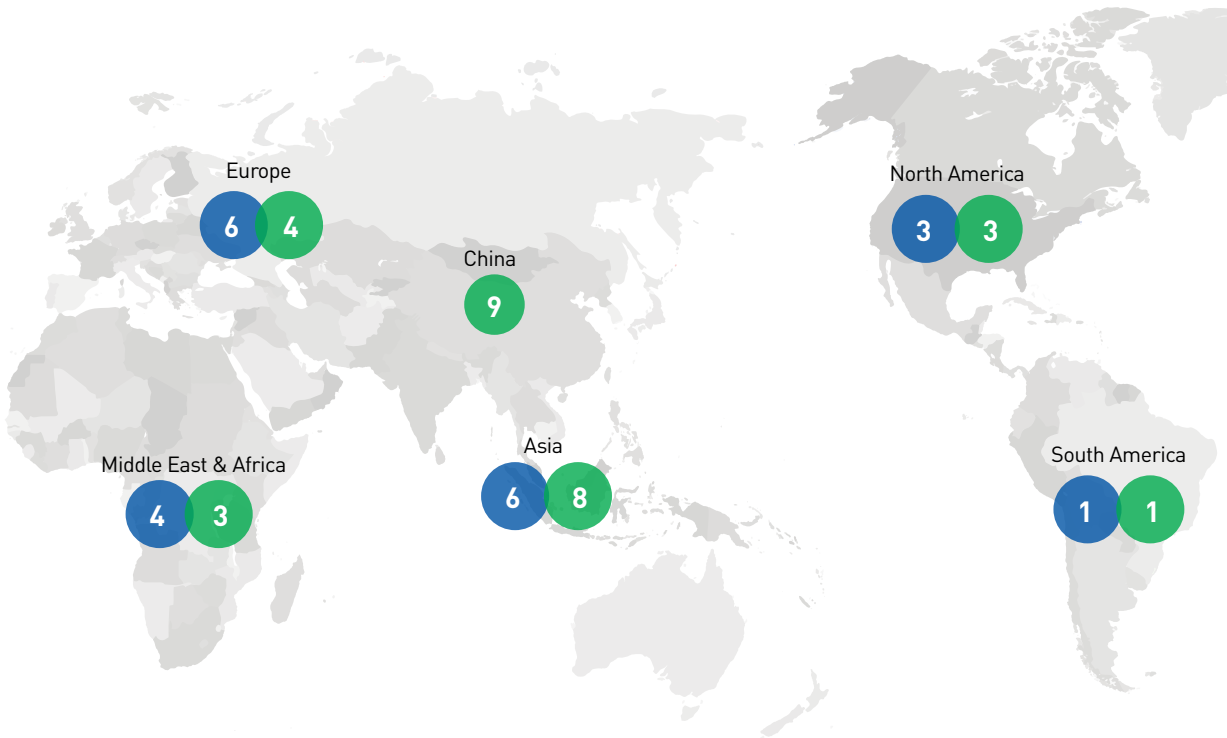 Europe
6 4
North America
3 3
China
9
Asia
6 8
Middle East & Africa
4 3
South America
1 1